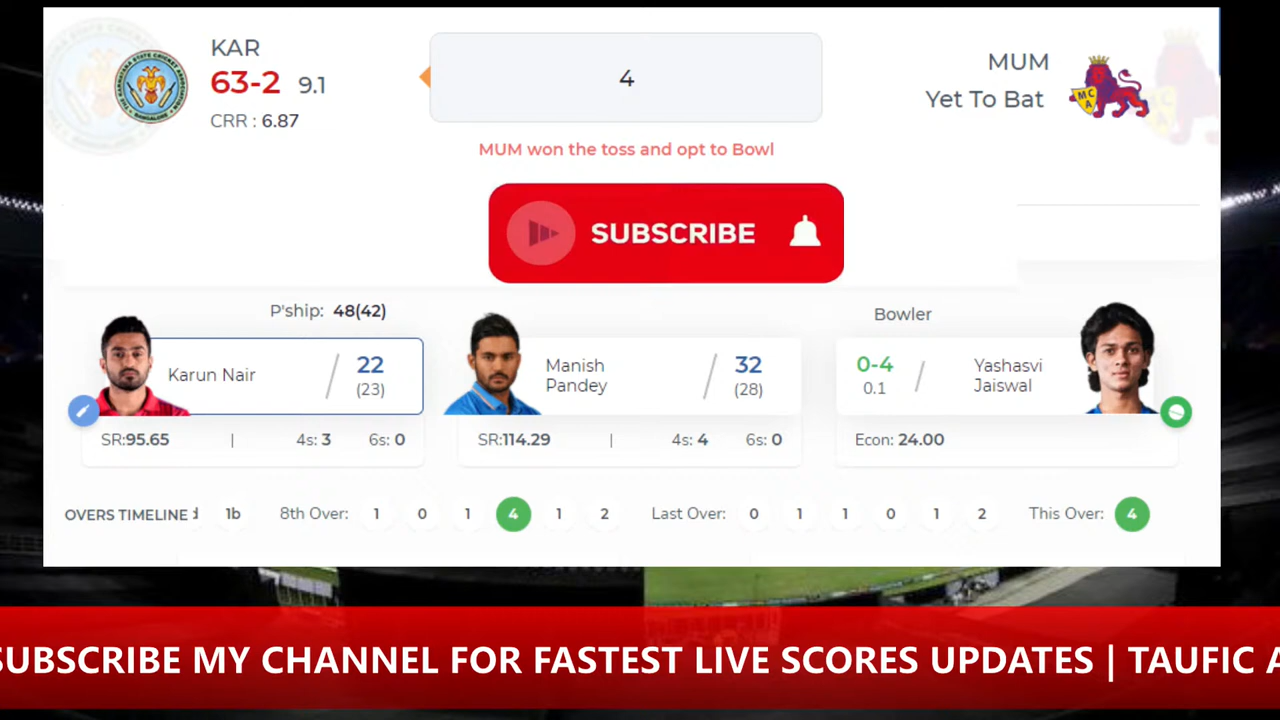 KAR
63-2 9.1
CRR : 6.87
4
MUM
Yet To Bat
MCA
MUM won the toss and opt to Bowl
SUBSCRIBE
P'ship: 48(42)
Bowler
Karun Nair / 22
(23)
SR:95.65 | 4s: 3 6s: 0
Manish
Pandey / 32
(28)
SR:114.29 | 4s: 4 6s: 0
0-4
0.1 / Yashasvi
Jaiswal
Econ: 24.00
OVERS TIMELINE 1b 8th Over: 1 0 1 4 1 2 Last Over: 0 1 1 0 1 2 This Over: 4
SUBSCRIBE MY CHANNEL FOR FASTEST LIVE SCORES UPDATES | TAUFIC A